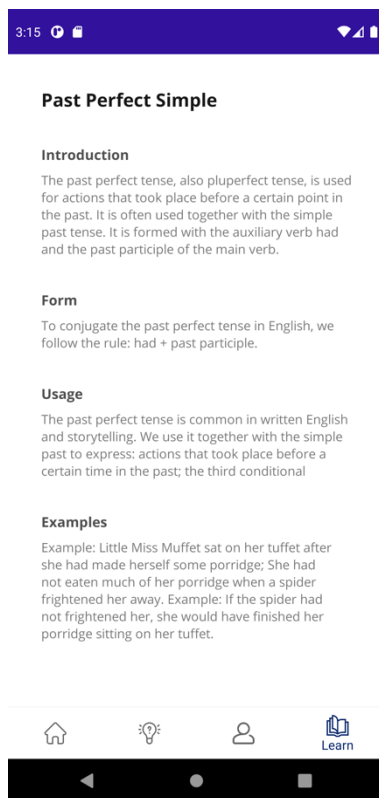 3:15
Past Perfect Simple
Introduction
The past perfect tense, also pluperfect tense, is used
for actions that took place before a certain point in
the past. It is often used together with the simple
past tense. It is formed with the auxiliary verb had
and the past participle of the main verb.
Form
To conjugate the past perfect tense in English, we
follow the rule: had + past participle.
Usage
The past perfect tense is common in written English
and storytelling. We use it together with the simple
past to express: actions that took place before a
certain time in the past; the third conditional
Examples
Example: Little Miss Muffet sat on her tuffet after
she had made herself some porridge; She had
not eaten much of her porridge when a spider
frightened her away. Example: If the spider had
not frightened her, she would have finished her
porridge sitting on her tuffet.
Learn